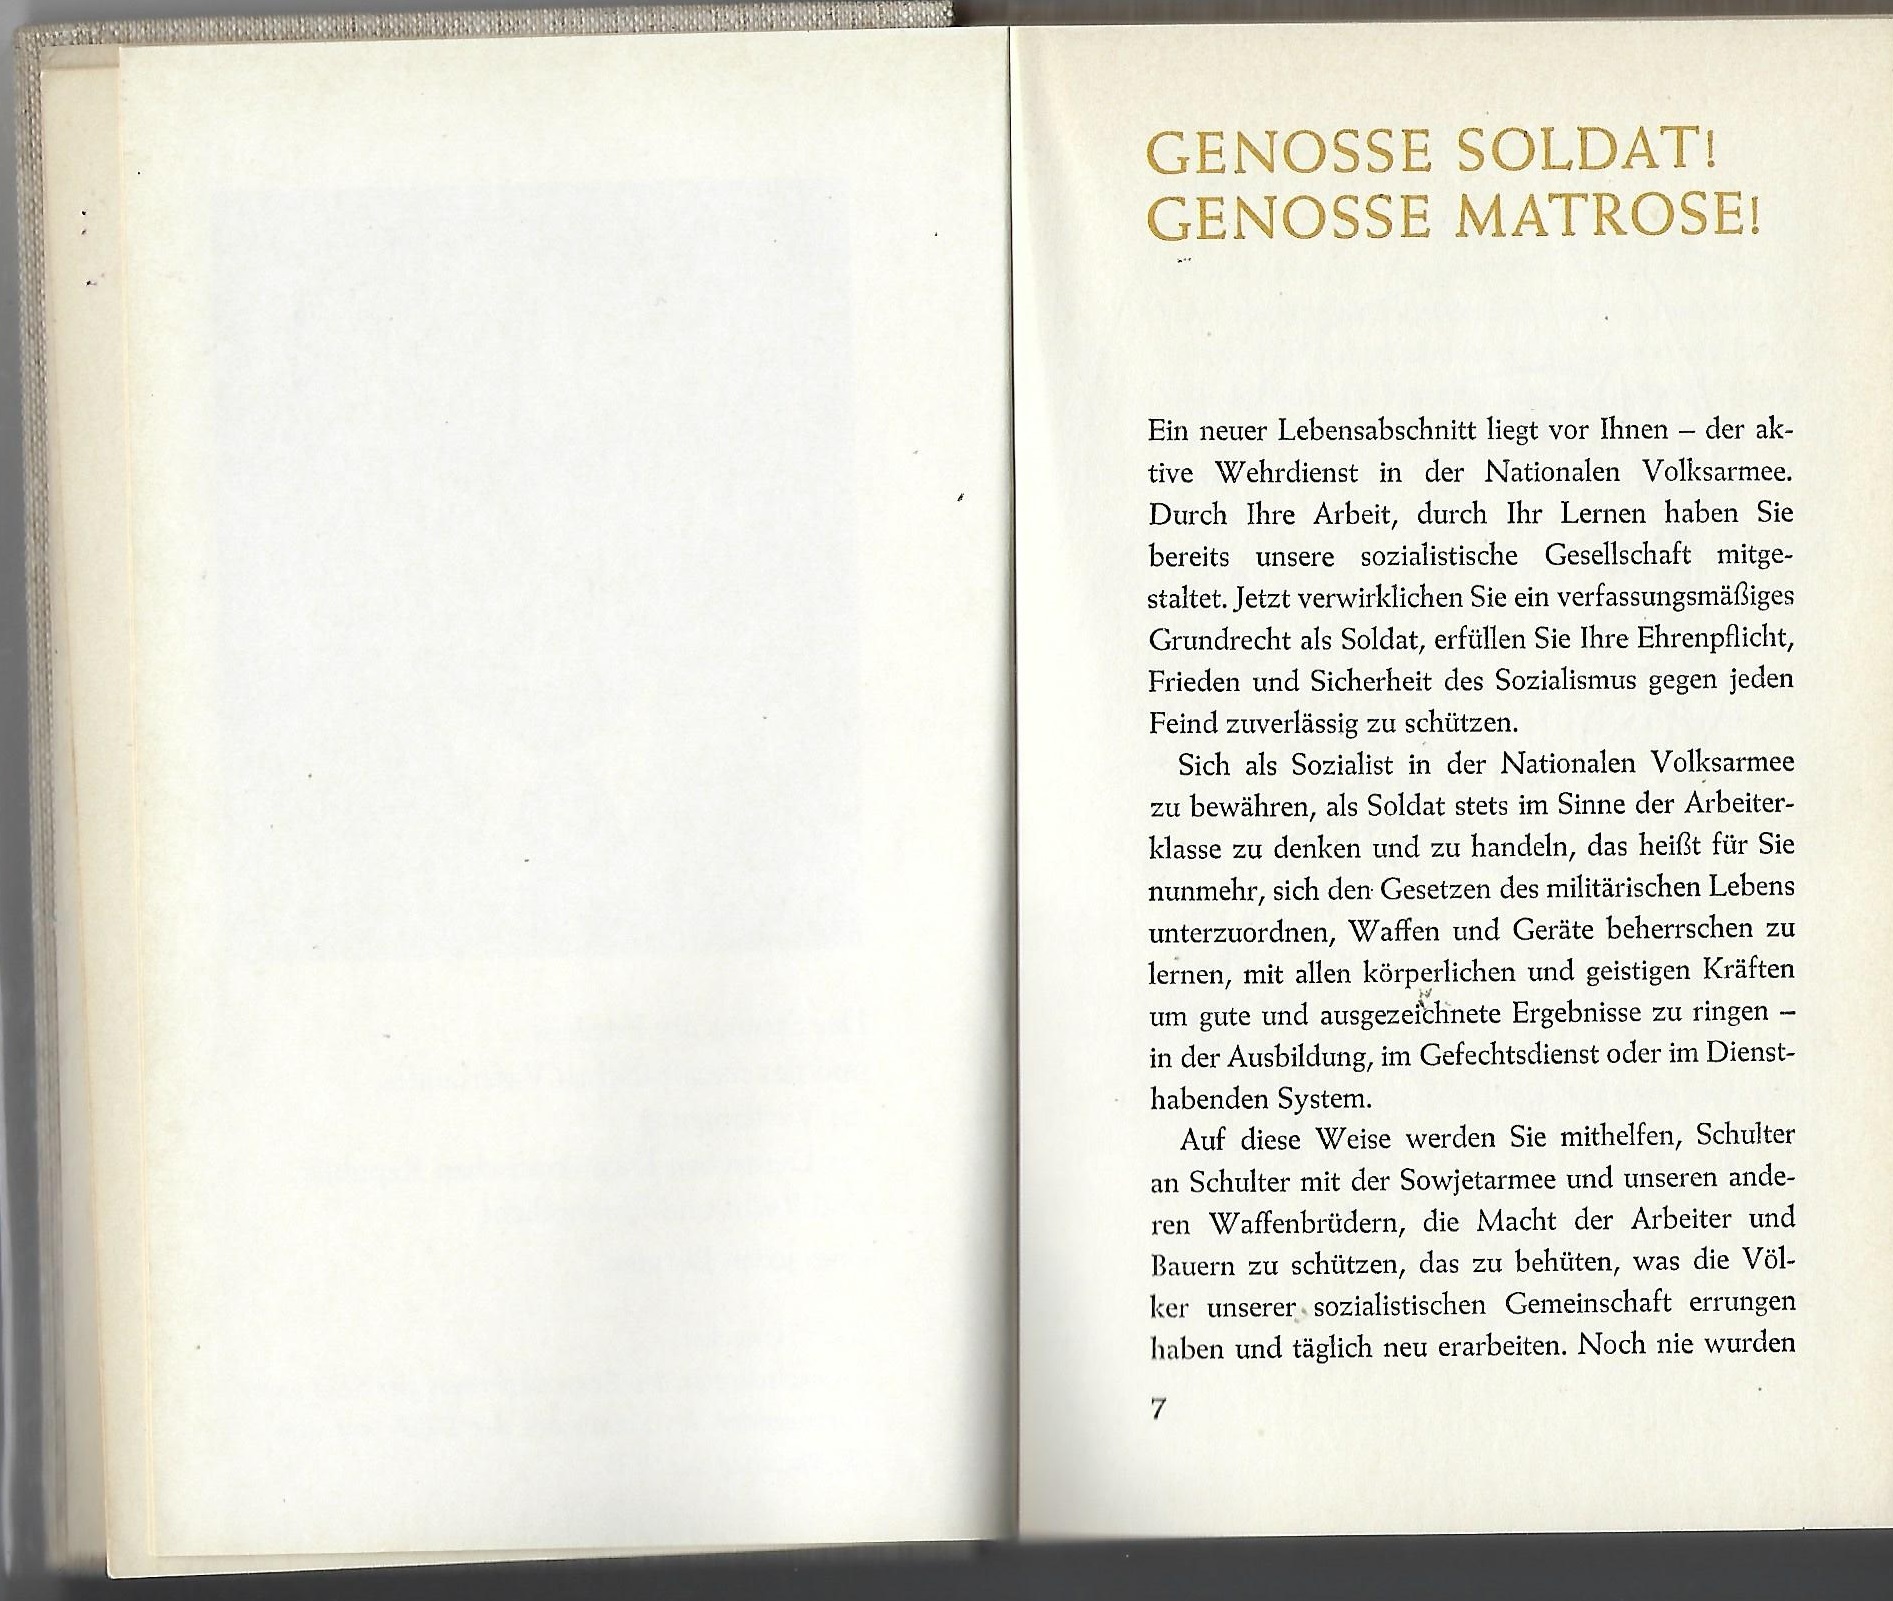 GENOSSE SOLDAT!
GENOSSE MATROSE!
Ein neuer Lebensabschnitt liegt vor Ihnen – der ak-
tive Wehrdienst in der Nationalen Volksarmee.
Durch Ihre Arbeit, durch Ihr Lernen haben Sie
bereits unsere sozialistische Gesellschaft mitge-
staltet. Jetzt verwirklichen Sie ein verfassungsmäßiges
Grundrecht als Soldat, erfüllen Sie Ihre Ehrenpflicht,
Frieden und Sicherheit des Sozialismus gegen jeden
Feind zuverlässig zu schützen.
Sich als Sozialist in der Nationalen Volksarmee
zu bewähren, als Soldat stets im Sinne der Arbeiter-
klasse zu denken und zu handeln, das heißt für Sie
nunmehr, sich den Gesetzen des militärischen Lebens
unterzuordnen, Waffen und Geräte beherrschen zu
lernen, mit allen körperlichen und geistigen Kräften
um gute und ausgezeichnete Ergebnisse zu ringen –
in der Ausbildung, im Gefechtsdienst oder im Dienst-
habenden System.
Auf diese Weise werden Sie mithelfen, Schulter
an Schulter mit der Sowjetarmee und unseren ande-
ren Waffenbrüdern, die Macht der Arbeiter und
Bauern zu schützen, das zu behüten, was die Völ-
ker unserer sozialistischen Gemeinschaft errungen
haben und täglich neu erarbeiten. Noch nie wurden
7